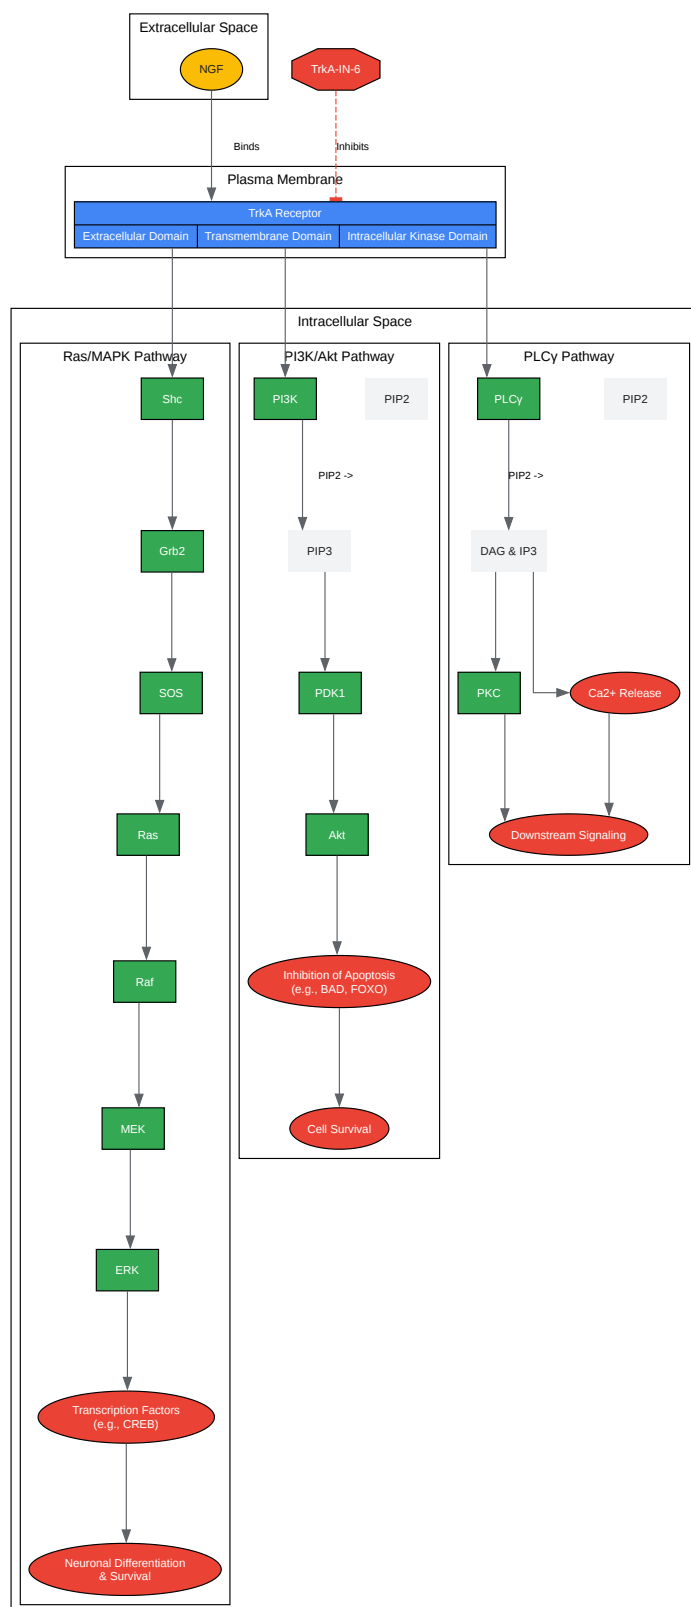 Extracellular Space
NGF
TrkA-IN-6
Binds
Inhibits
Plasma Membrane
TrkA Receptor
Extracellular Domain
Transmembrane Domain
Intracellular Kinase Domain
Intracellular Space
Ras/MAPK Pathway
Shc
Grb2
SOS
Ras
Raf
MEK
ERK
Transcription Factors
(e.g., CREB)
Neuronal Differentiation
& Survival
PI3K/Akt Pathway
PI3K
PIP2
PIP2 ->
PIP3
PDK1
Akt
Inhibition of Apoptosis
(e.g., BAD, FOXO)
Cell Survival
PLCγ Pathway
PLCγ
PIP2
PIP2 ->
DAG & IP3
PKC
Ca2+ Release
Downstream Signaling